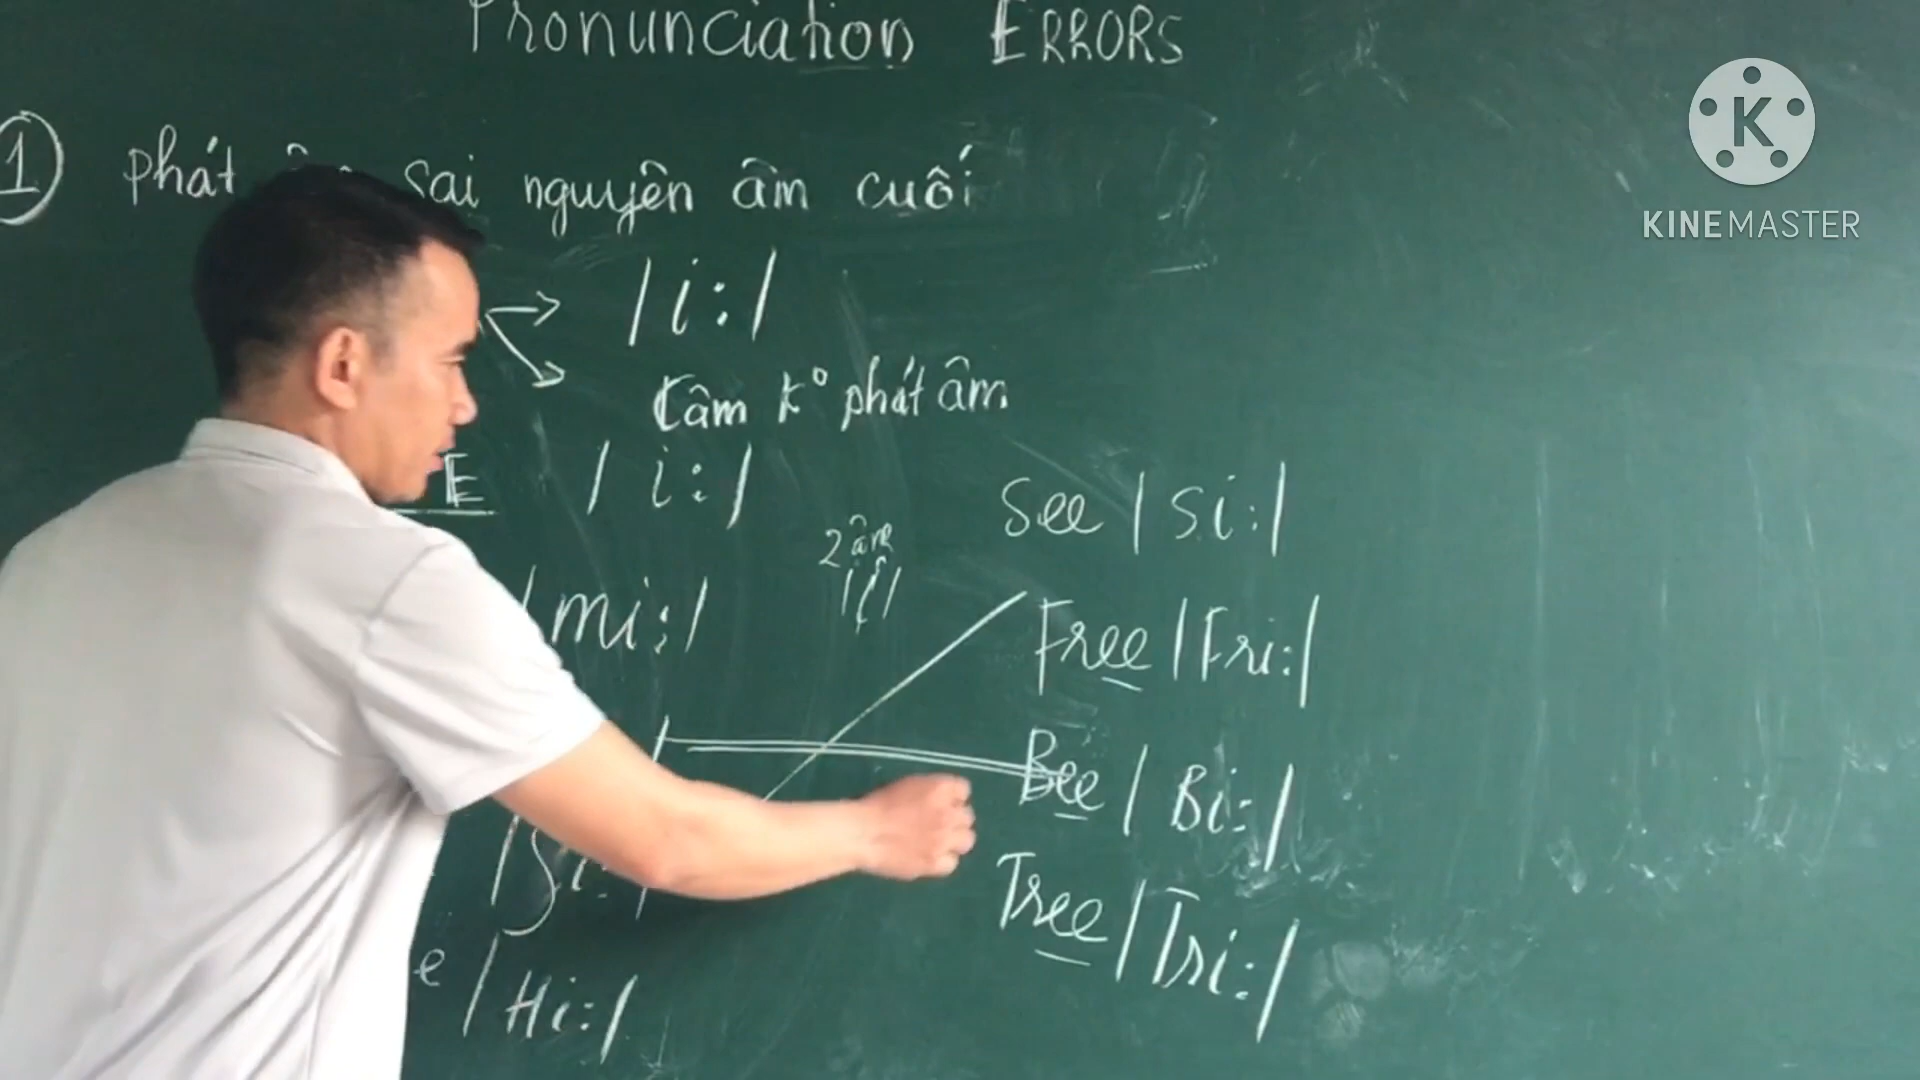 Pronunciation ERRORS
K
KINEMASTER
1 phát sai nguyên âm cuối
/i:/
Câm k° phát âm
E /i:/
See /Si:/
2 âm
/mi:/
Free /Fri:/
Bee /Bi:/
/ʃi:/
Tree /Tri:/
e /Hi:/